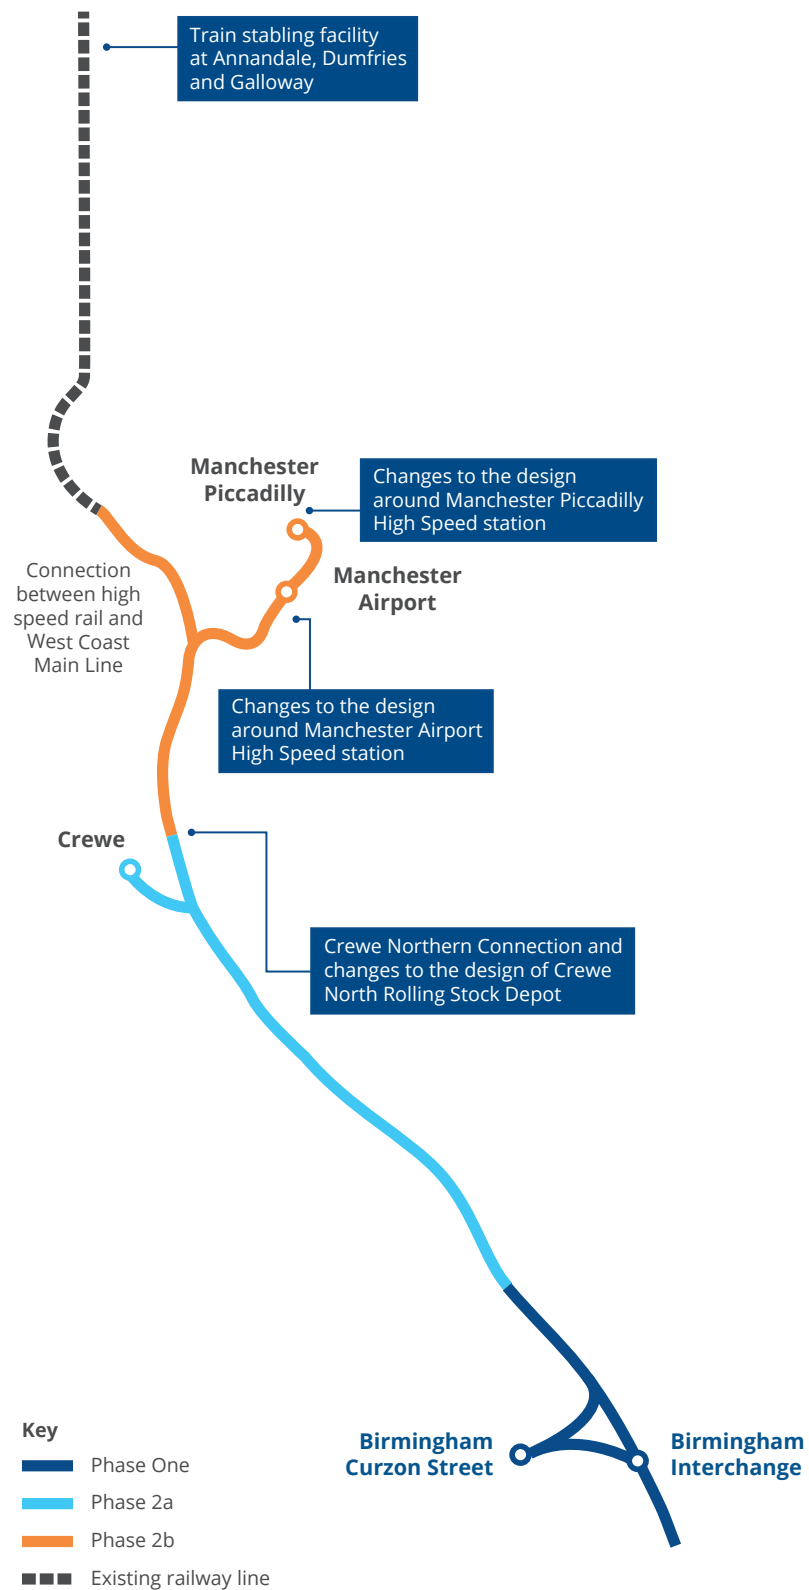 Train stabling facility
at Annandale, Dumfries
and Galloway
Manchester
Piccadilly
Changes to the design
around Manchester Piccadilly
High Speed station
Connection
between high
speed rail and
West Coast
Main Line
Manchester
Airport
Changes to the design
around Manchester Airport
High Speed station
Crewe
Crewe Northern Connection and
changes to the design of Crewe
North Rolling Stock Depot
Birmingham
Curzon Street
Birmingham
Interchange
Key
Phase One
Phase 2a
Phase 2b
Existing railway line